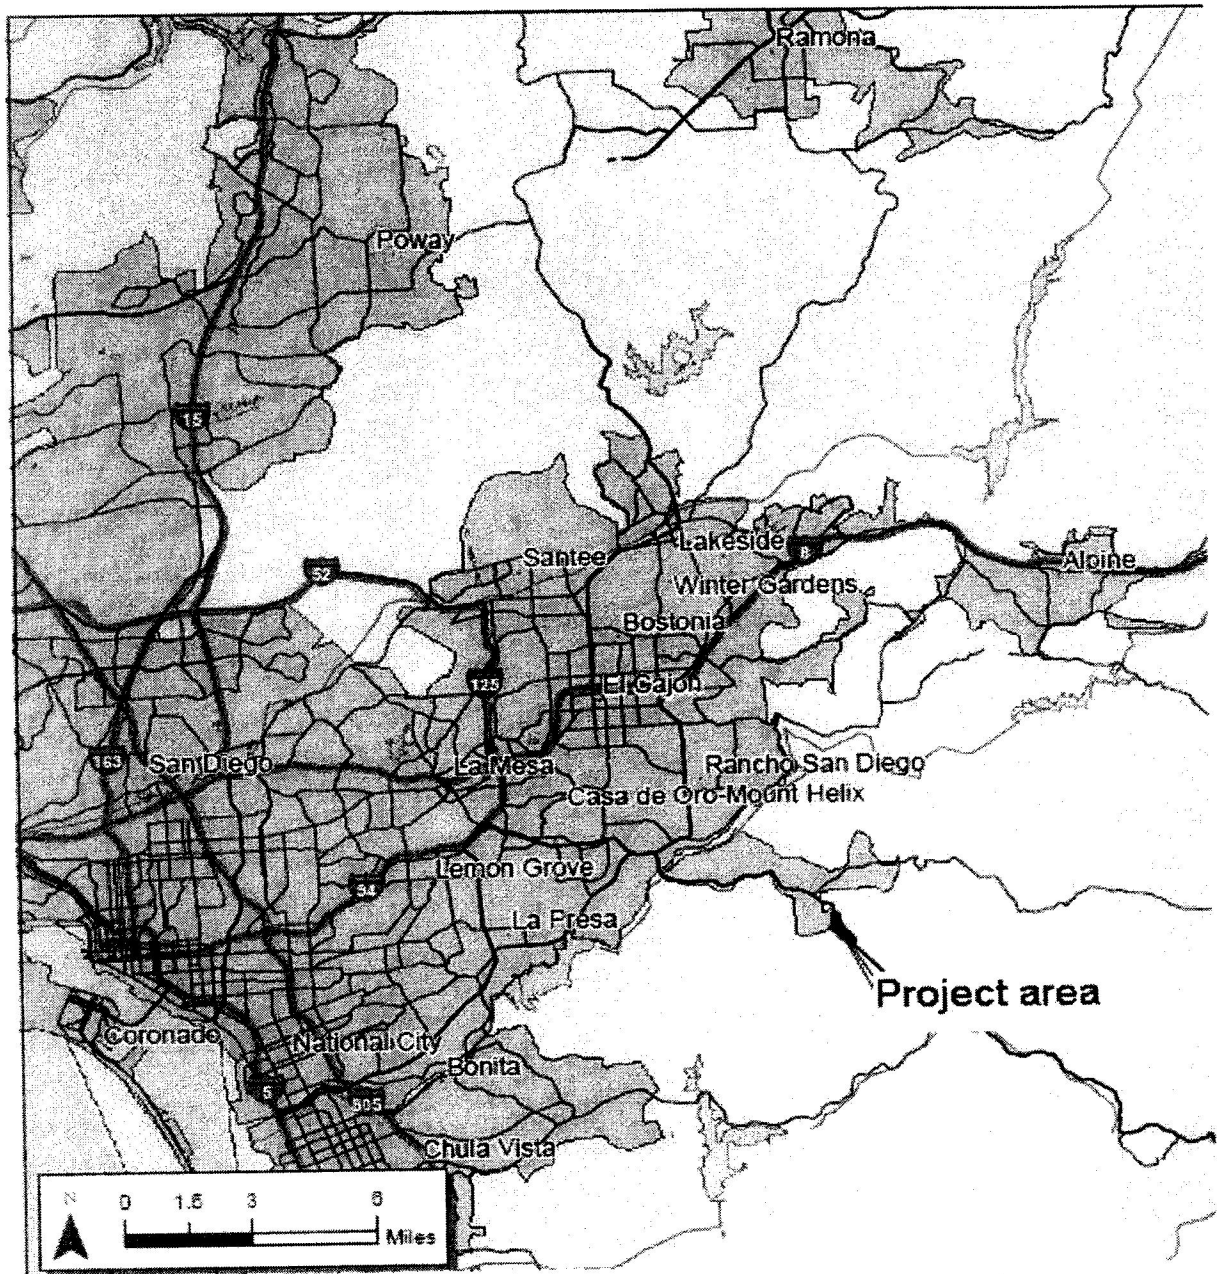 Ramona
Poway
15
52
Santee
Lakeside
8
Alpine
Winter Gardens
Bostonia
125
El Cajon
163
San Diego
La Mesa
Rancho San Diego
Casa de Oro-Mount Helix
94
Lemon Grove
La Presa
Project area
Coronado
National City
Bonita
5
805
Chula Vista
N
0 1.5 3 6
Miles